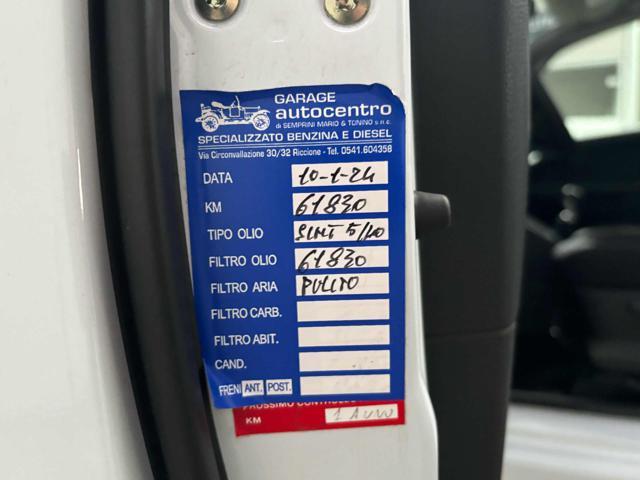 GARAGE
autocentro
di SEMPRINI MARIO & TONINO s.n.c.
SPECIALIZZATO BENZINA E DIESEL
Via Circonvallazione 30/32 Riccione - Tel. 0541.604358
DATA 10-1-24
KM 61830
TIPO OLIO SINT 5/40
FILTRO OLIO 61830
FILTRO ARIA PULITO
FILTRO CARB.
FILTRO ABIT.
CAND.
FRENI ANT. POST.
PROSSIMO CONTROLLO
KM 1 ANNO